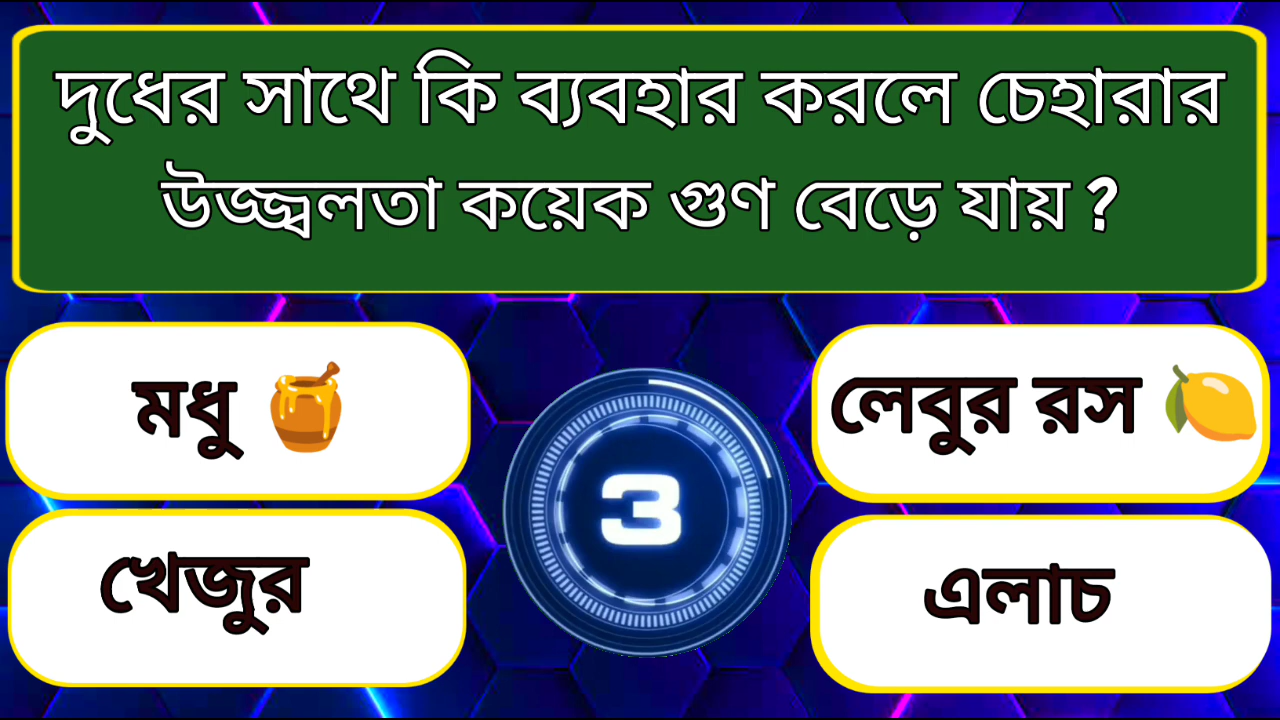 দুধের সাথে কি ব্যবহার করলে চেহারার
উজ্জ্বলতা কয়েক গুণ বেড়ে যায় ?
মধু
লেবুর রস
3
খেজুর
এলাচ